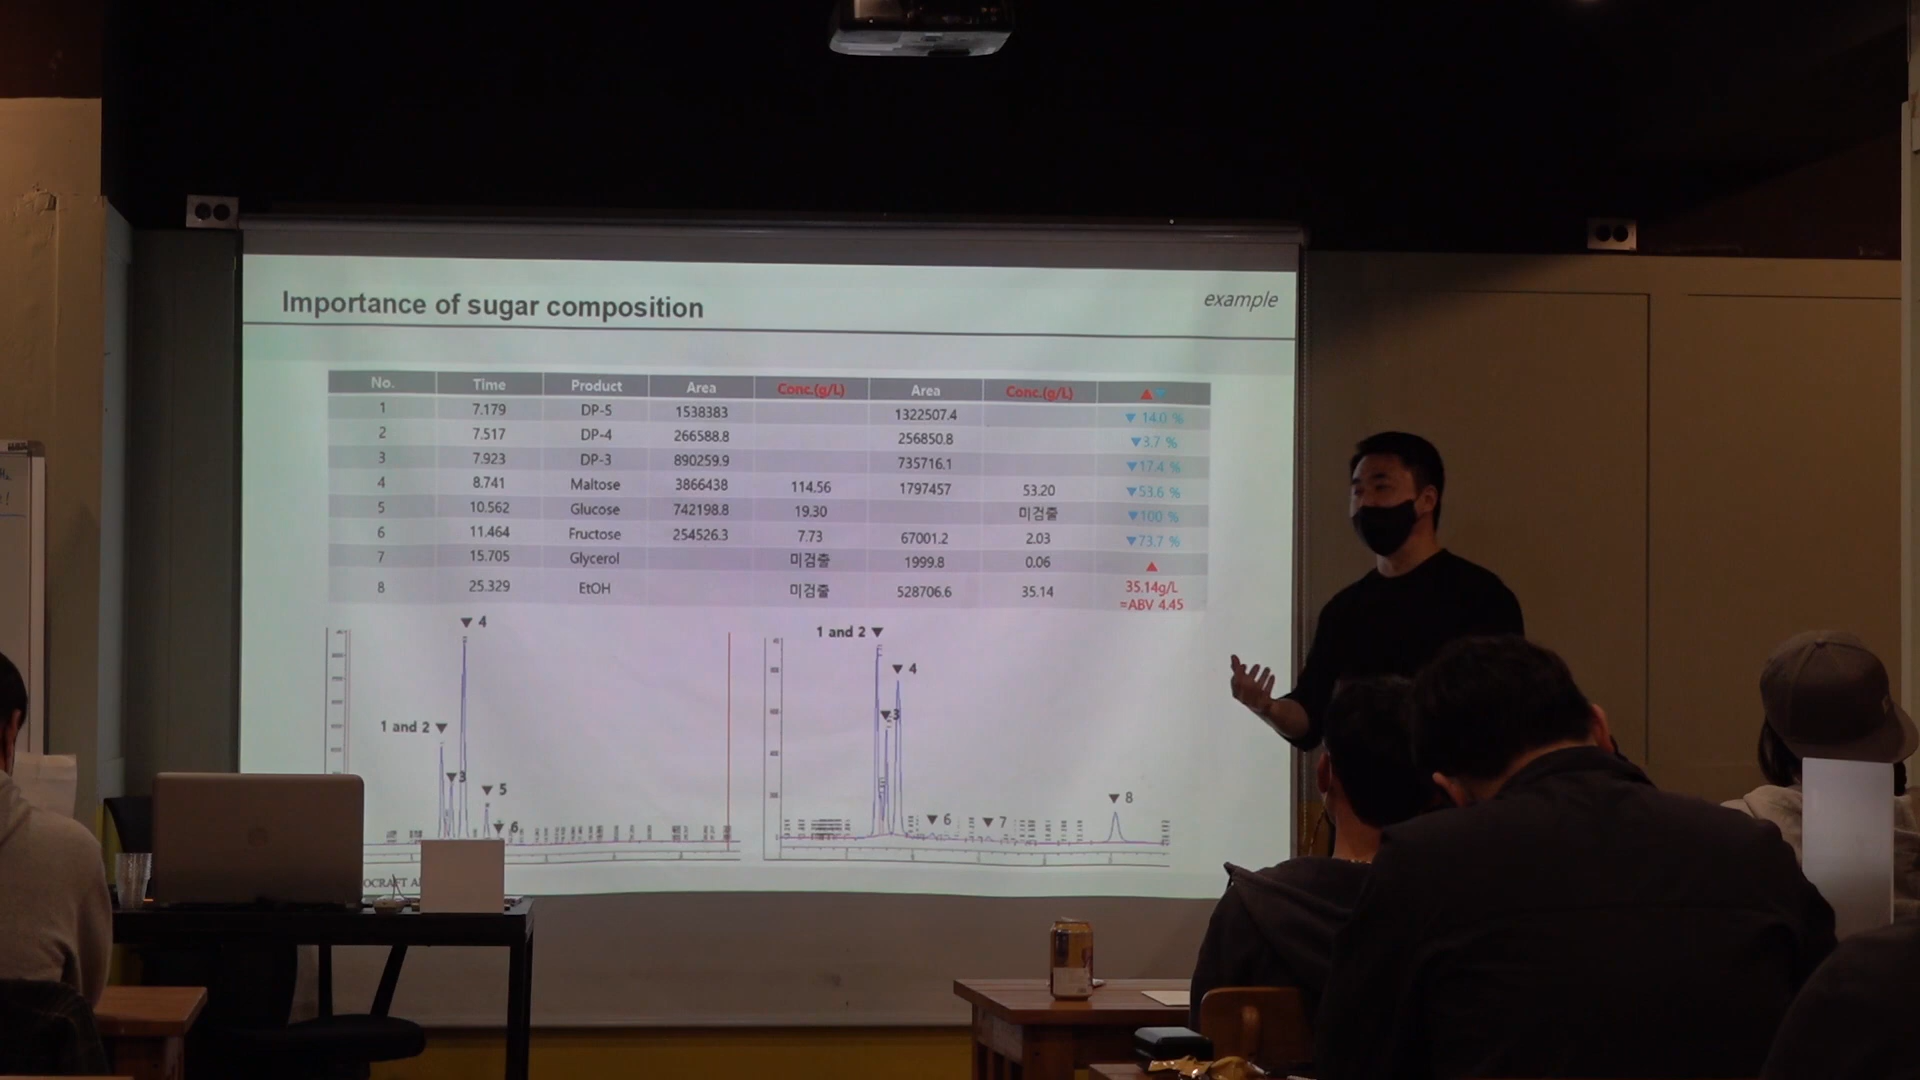 Importance of sugar composition
example
No. Time Product Area Conc.(g/L) Area Conc.(g/L) ▲▼
1 7.179 DP-5 1538383 1322507.4 ▼ 14.0 %
2 7.517 DP-4 266588.8 256850.8 ▼3.7 %
3 7.923 DP-3 890259.9 735716.1 ▼17.4 %
4 8.741 Maltose 3866438 114.56 1797457 53.20 ▼53.6 %
5 10.562 Glucose 742198.8 19.30 미검출 ▼100 %
6 11.464 Fructose 254526.3 7.73 67001.2 2.03 ▼73.7 %
7 15.705 Glycerol 미검출 1999.8 0.06 ▲
8 25.329 EtOH 미검출 528706.6 35.14 35.14g/L
=ABV 4.45
▼ 4
1 and 2 ▼
▼ 3
▼ 5
▼ 6
1 and 2 ▼
▼ 4
▼3
▼ 6
▼ 7
▼ 8